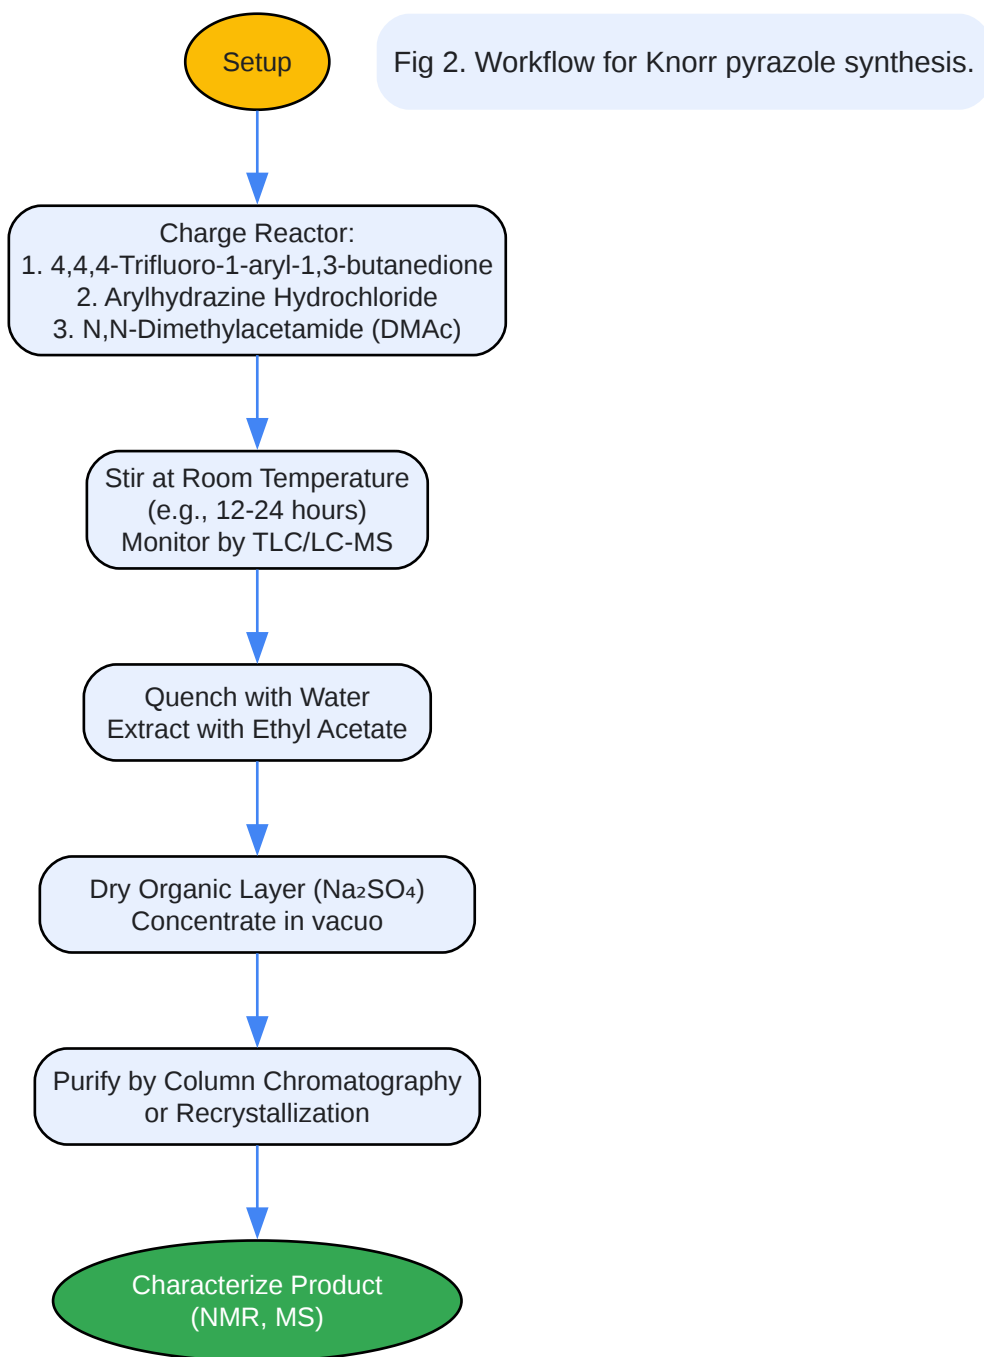 Setup
Fig 2. Workflow for Knorr pyrazole synthesis.
Charge Reactor:
1. 4,4,4-Trifluoro-1-aryl-1,3-butanedione
2. Arylhydrazine Hydrochloride
3. N,N-Dimethylacetamide (DMAc)
Stir at Room Temperature
(e.g., 12-24 hours)
Monitor by TLC/LC-MS
Quench with Water
Extract with Ethyl Acetate
Dry Organic Layer (Na₂SO₄)
Concentrate in vacuo
Purify by Column Chromatography
or Recrystallization
Characterize Product
(NMR, MS)